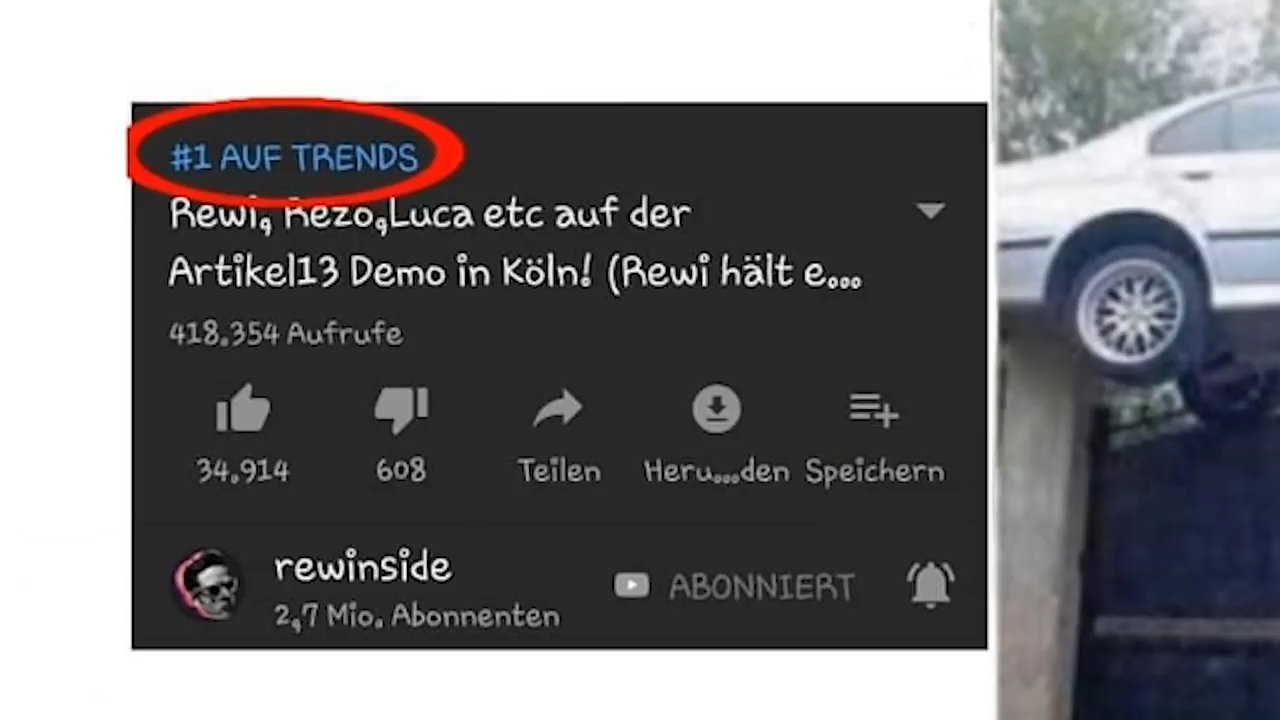 #1 AUF TRENDS
Rewi, Rezo,Luca etc auf der
Artikel13 Demo in Köln! (Rewi hält e...
418.354 Aufrufe
34.914
608
Teilen
Heru...den
Speichern
rewinside
ABONNIERT
2,7 Mio. Abonnenten